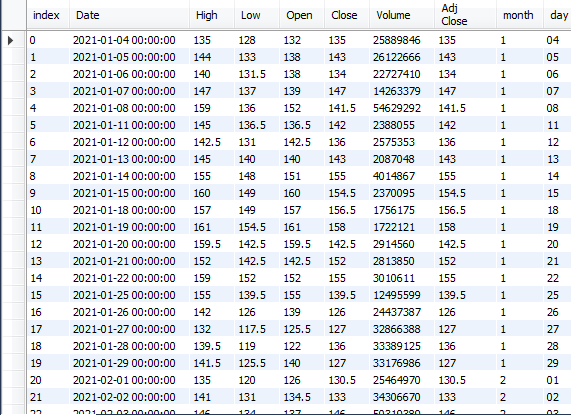 index Date High Low Open Close Volume Adj Close month day
0 2021-01-04 00:00:00 135 128 132 135 25889846 135 1 04
1 2021-01-05 00:00:00 144 133 138 143 26122666 143 1 05
2 2021-01-06 00:00:00 140 131.5 138 134 22727410 134 1 06
3 2021-01-07 00:00:00 147 137 139 147 14263379 147 1 07
4 2021-01-08 00:00:00 159 136 152 141.5 54629292 141.5 1 08
5 2021-01-11 00:00:00 145 136.5 136.5 142 2388055 142 1 11
6 2021-01-12 00:00:00 142.5 131 142.5 136 2575353 136 1 12
7 2021-01-13 00:00:00 145 140 140 143 2087048 143 1 13
8 2021-01-14 00:00:00 155 148 151 155 4014867 155 1 14
9 2021-01-15 00:00:00 160 149 160 154.5 2370095 154.5 1 15
10 2021-01-18 00:00:00 157 149 157 156.5 1756175 156.5 1 18
11 2021-01-19 00:00:00 161 154.5 161 158 1722121 158 1 19
12 2021-01-20 00:00:00 159.5 142.5 159.5 142.5 2914560 142.5 1 20
13 2021-01-21 00:00:00 152 142.5 142.5 152 2813850 152 1 21
14 2021-01-22 00:00:00 159 152 152 155 3010611 155 1 22
15 2021-01-25 00:00:00 155 139.5 155 139.5 12495599 139.5 1 25
16 2021-01-26 00:00:00 142 126 139 126 24437387 126 1 26
17 2021-01-27 00:00:00 132 117.5 125.5 127 32866388 127 1 27
18 2021-01-28 00:00:00 139.5 119 122 136 33389125 136 1 28
19 2021-01-29 00:00:00 141.5 125.5 140 127 33176986 127 1 29
20 2021-02-01 00:00:00 135 120 126 130.5 25464970 130.5 2 01
21 2021-02-02 00:00:00 141 131 134.5 133 34306670 133 2 02